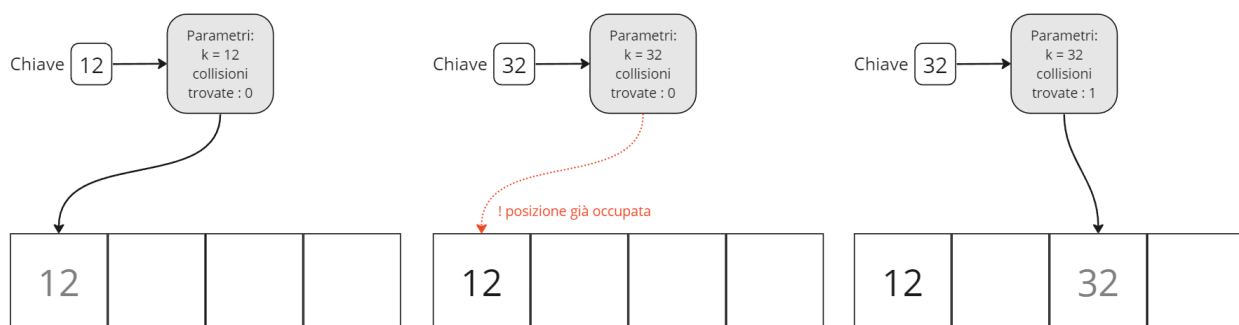 Chiave 12
Parametri:
k = 12
collisioni
trovate : 0
12
Chiave 32
Parametri:
k = 32
collisioni
trovate : 0
! posizione già occupata
12
Chiave 32
Parametri:
k = 32
collisioni
trovate : 1
12 32